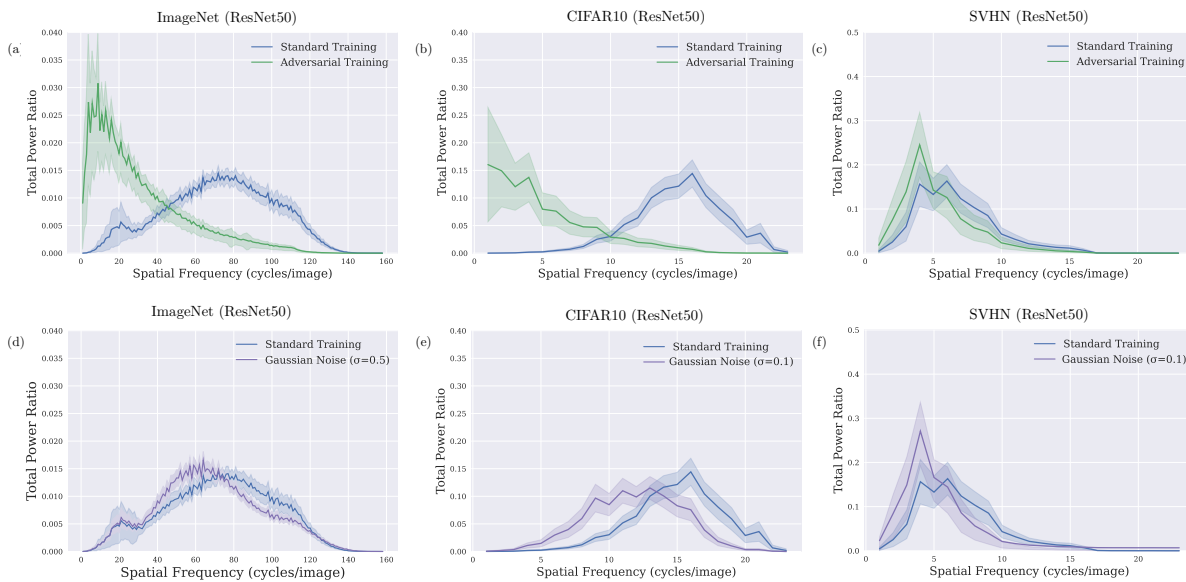 ImageNet (ResNet50)
(a)
Standard Training
Adversarial Training
0.040
0.035
0.030
0.025
0.020
0.015
0.010
0.005
0.000
Total Power Ratio
0 20 40 60 80 100 120 140 160
Spatial Frequency (cycles/image)
CIFAR10 (ResNet50)
(b)
Standard Training
Adversarial Training
0.40
0.35
0.30
0.25
0.20
0.15
0.10
0.05
0.00
Total Power Ratio
0 5 10 15 20
Spatial Frequency (cycles/image)
SVHN (ResNet50)
(c)
Standard Training
Adversarial Training
0.5
0.4
0.3
0.2
0.1
0.0
Total Power Ratio
0 5 10 15 20
Spatial Frequency (cycles/image)
ImageNet (ResNet50)
(d)
Standard Training
Gaussian Noise (σ=0.5)
0.040
0.035
0.030
0.025
0.020
0.015
0.010
0.005
0.000
Total Power Ratio
0 20 40 60 80 100 120 140 160
Spatial Frequency (cycles/image)
CIFAR10 (ResNet50)
(e)
Standard Training
Gaussian Noise (σ=0.1)
0.40
0.35
0.30
0.25
0.20
0.15
0.10
0.05
0.00
Total Power Ratio
0 5 10 15 20
Spatial Frequency (cycles/image)
SVHN (ResNet50)
(f)
Standard Training
Gaussian Noise (σ=0.1)
0.5
0.4
0.3
0.2
0.1
0.0
Total Power Ratio
0 5 10 15 20
Spatial Frequency (cycles/image)